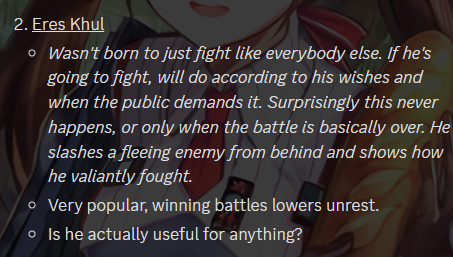 2. Eres Khul
○ Wasn't born to just fight like everybody else. If he's
going to fight, will do according to his wishes and
when the public demands it. Surprisingly this never
happens, or only when the battle is basically over. He
slashes a fleeing enemy from behind and shows how
he valiantly fought.
○ Very popular, winning battles lowers unrest.
○ Is he actually useful for anything?